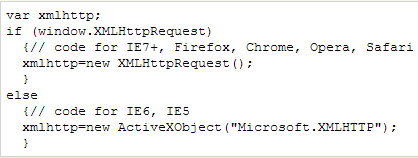 var xmlhttp;
if (window.XMLHttpRequest)
  {// code for IE7+, Firefox, Chrome, Opera, Safari
  xmlhttp=new XMLHttpRequest();
  }
else
  {// code for IE6, IE5
  xmlhttp=new ActiveXObject("Microsoft.XMLHTTP");
  }